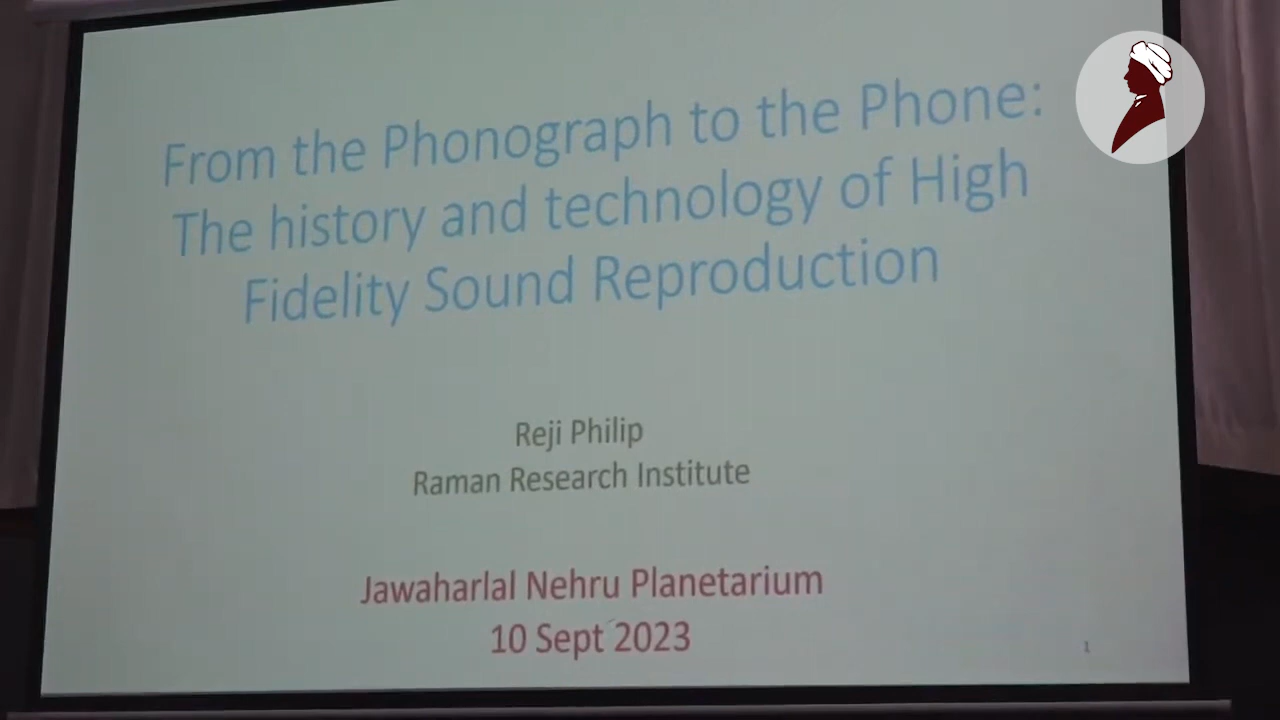 From the Phonograph to the Phone:
The history and technology of High
Fidelity Sound Reproduction
Reji Philip
Raman Research Institute
Jawaharlal Nehru Planetarium
10 Sept 2023
1